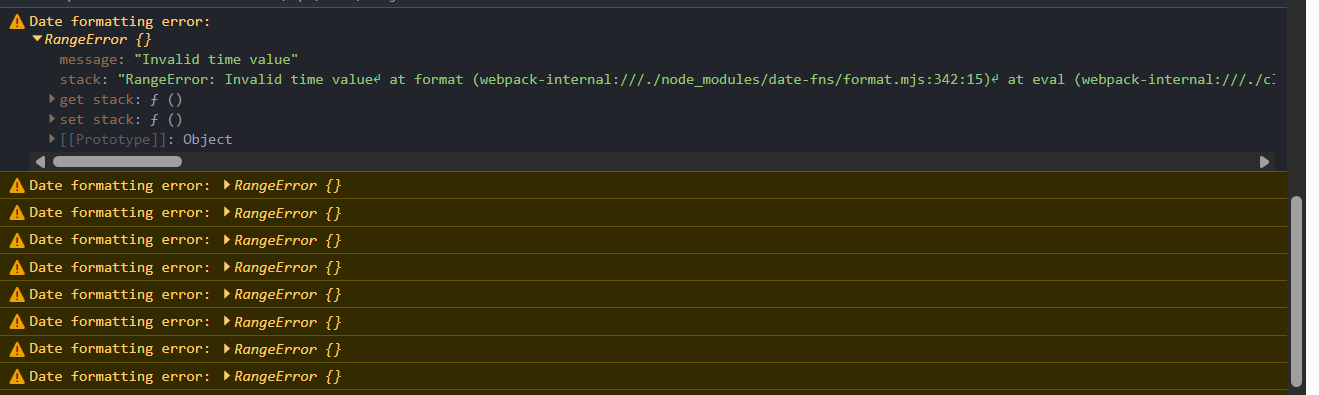 Date formatting error:
RangeError {}
message: "Invalid time value"
stack: "RangeError: Invalid time value↵ at format (webpack-internal:///./node_modules/date-fns/format.mjs:342:15)↵ at eval (webpack-internal:///./cl
get stack: ƒ ()
set stack: ƒ ()
[[Prototype]]: Object
Date formatting error: RangeError {}
Date formatting error: RangeError {}
Date formatting error: RangeError {}
Date formatting error: RangeError {}
Date formatting error: RangeError {}
Date formatting error: RangeError {}
Date formatting error: RangeError {}
Date formatting error: RangeError {}